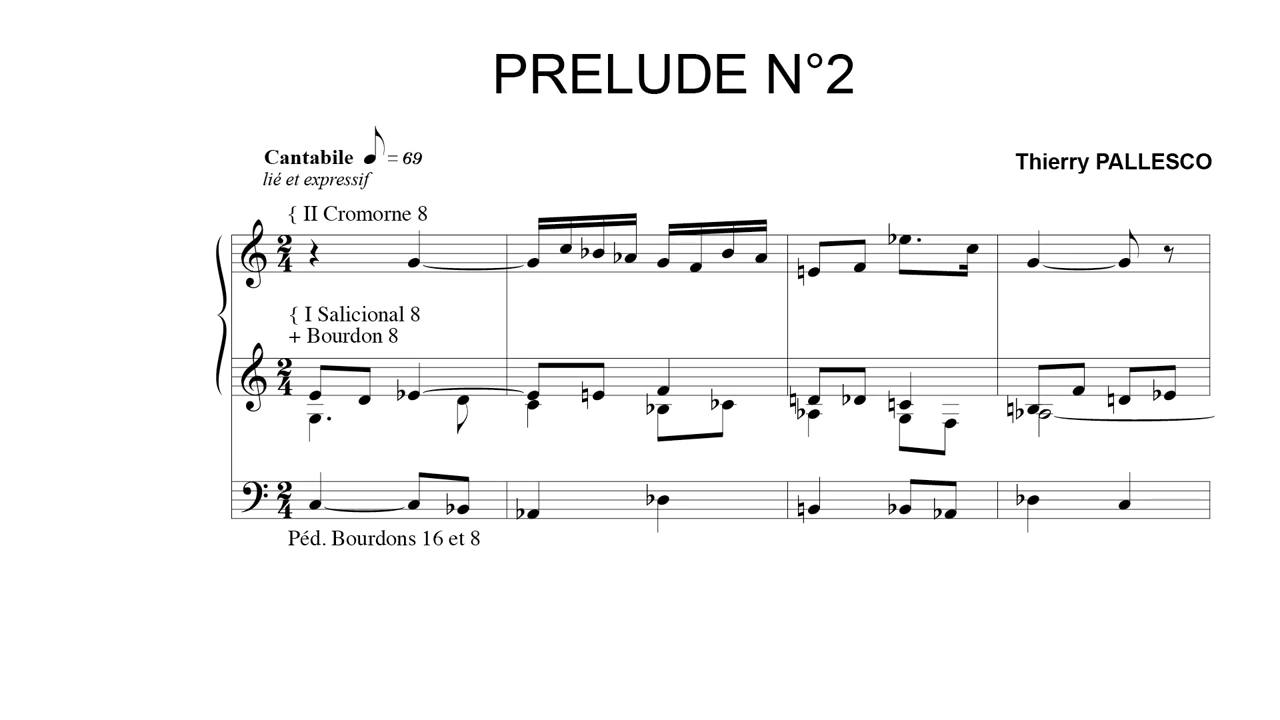 PRELUDE N°2
Cantabile = 69
Thierry PALLESCO
lié et expressif
{ II Cromorne 8
2
4
{ I Salicional 8
+ Bourdon 8
2
4
2
4
Péd. Bourdons 16 et 8